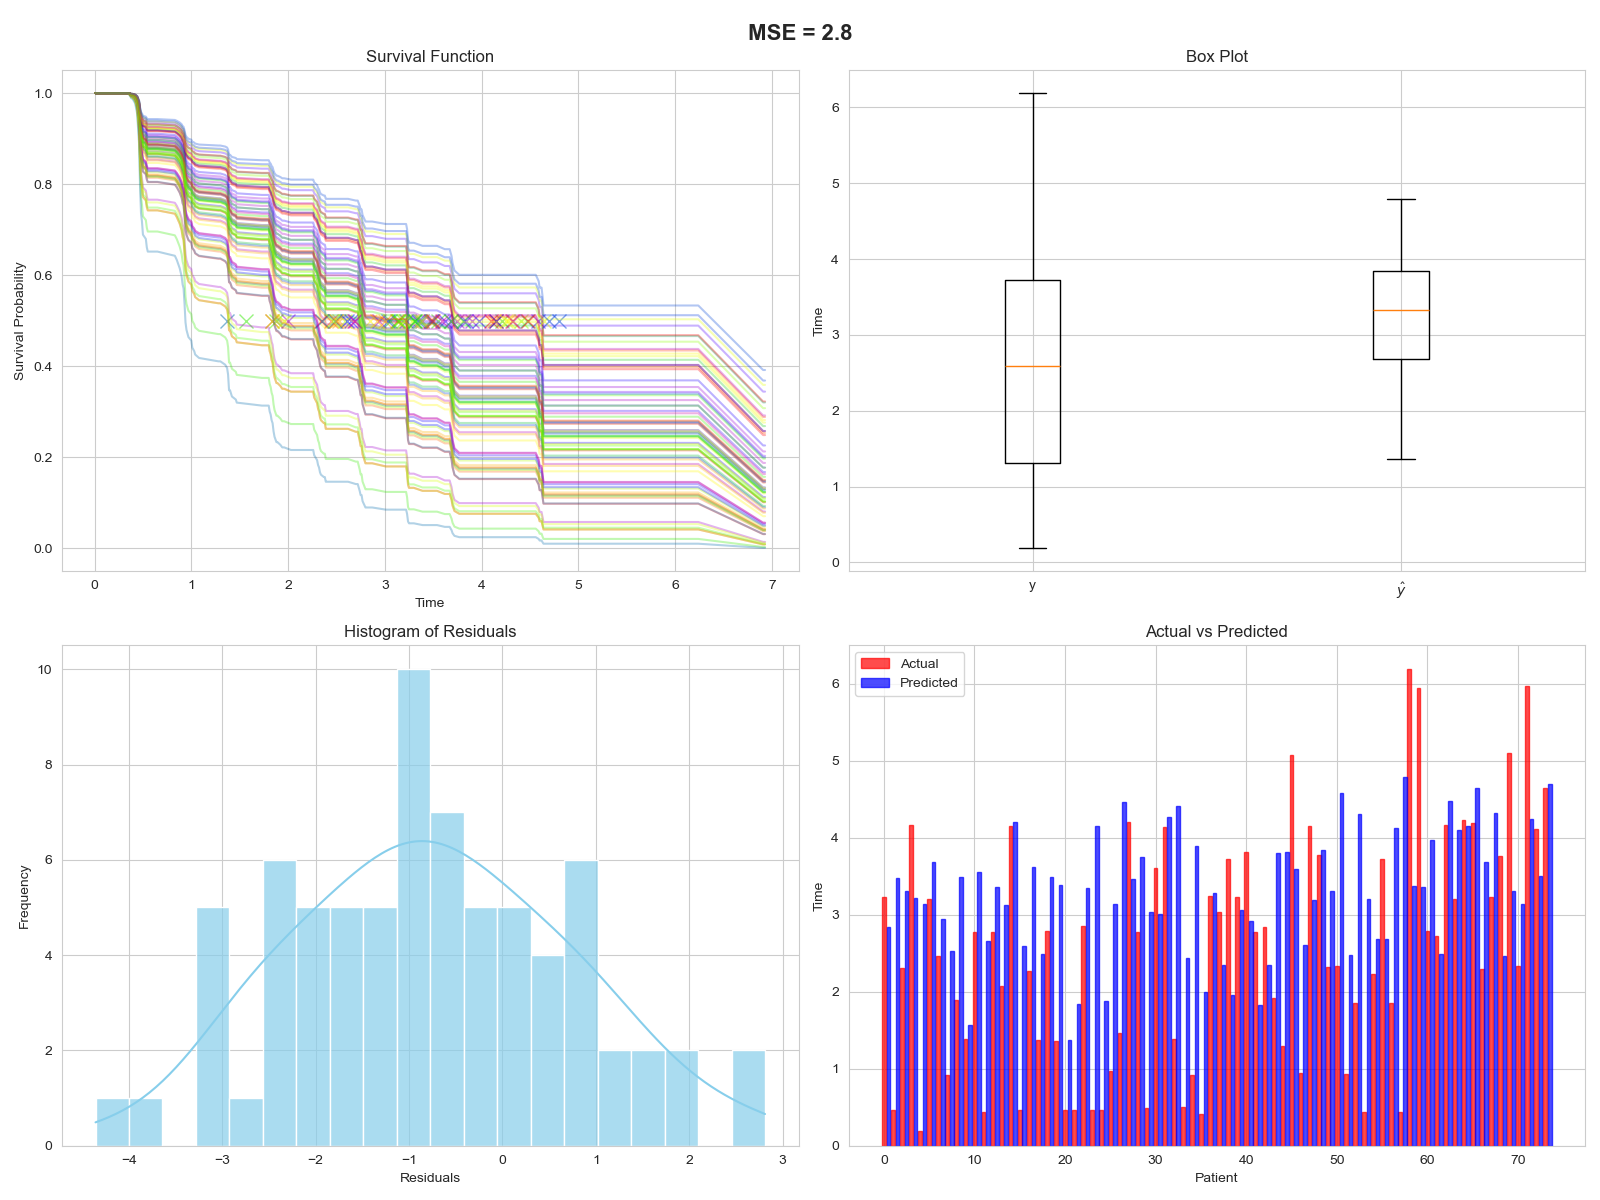 MSE = 2.8
Survival Function
1.0
0.8
0.6
0.4
0.2
0.0
Survival Probability
0 1 2 3 4 5 6 7
Time
Box Plot
6
5
4
3
2
1
0
Time
y ŷ
Histogram of Residuals
10
8
6
4
2
0
Frequency
−4 −3 −2 −1 0 1 2 3
Residuals
Actual vs Predicted
Actual
Predicted
6
5
4
3
2
1
0
Time
0 10 20 30 40 50 60 70
Patient